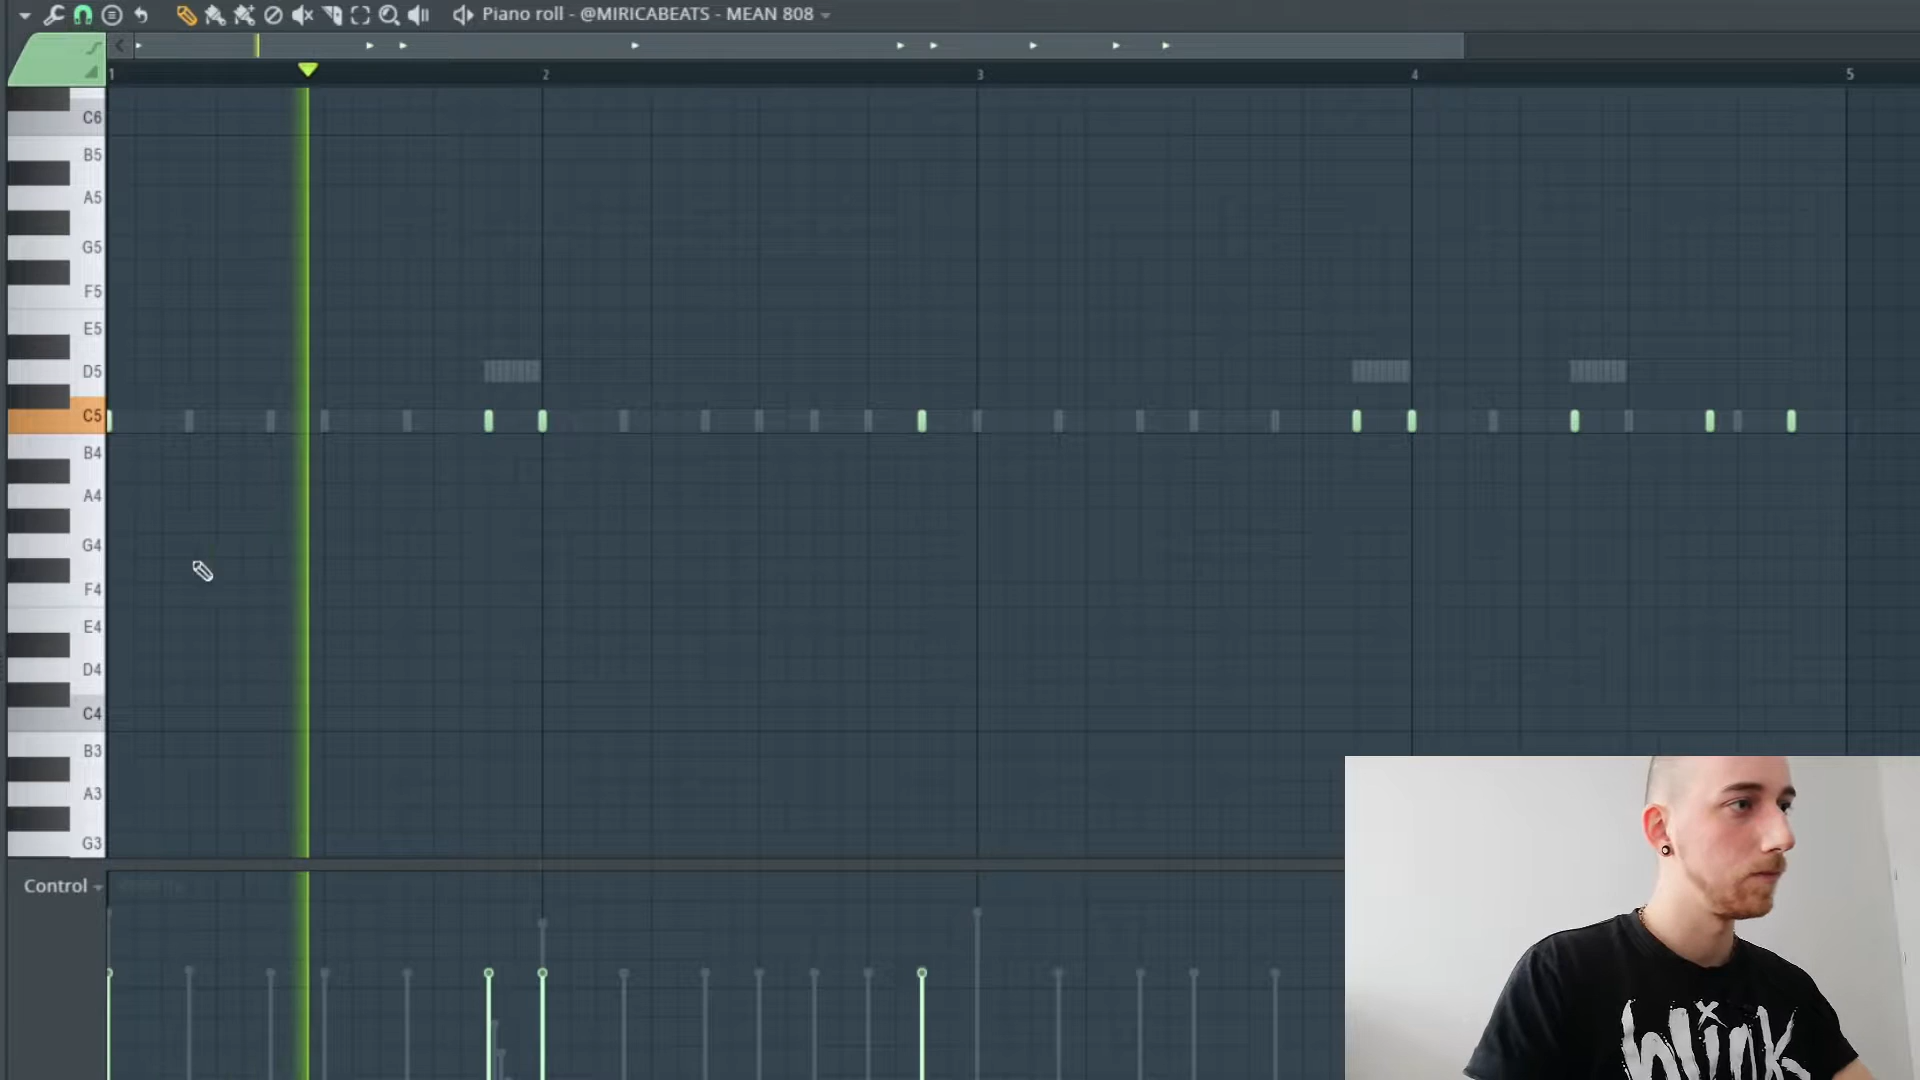 Piano roll - @MIRICABEATS - MEAN 808
1 2 3 4 5
C6
B5
A5
G5
F5
E5
D5
C5
B4
A4
G4
F4
E4
D4
C4
B3
A3
G3
Control
blink